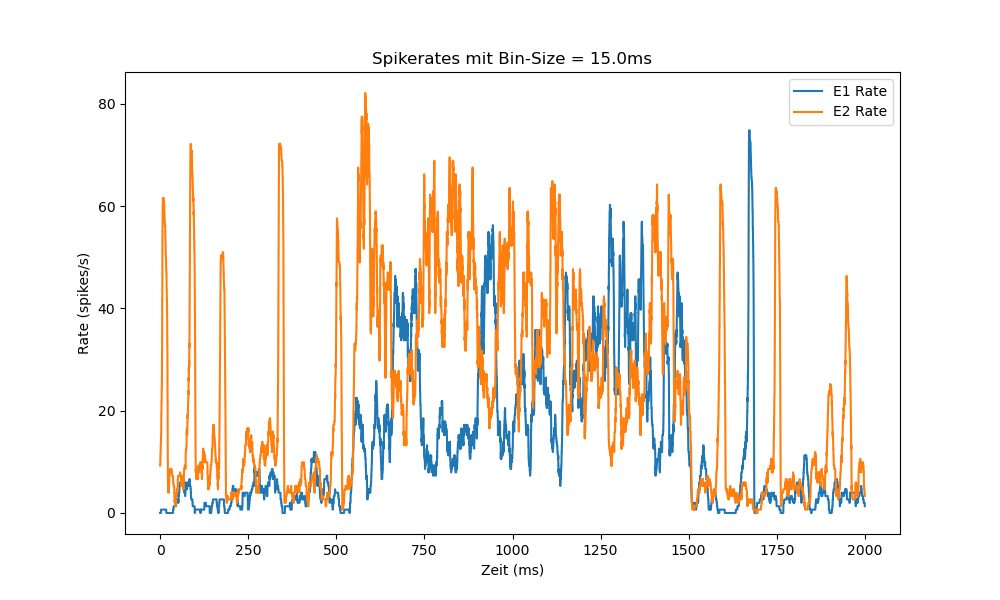 Spikerates mit Bin-Size = 15.0ms
E1 Rate
E2 Rate
Rate (spikes/s)
80
60
40
20
0
0 250 500 750 1000 1250 1500 1750 2000
Zeit (ms)